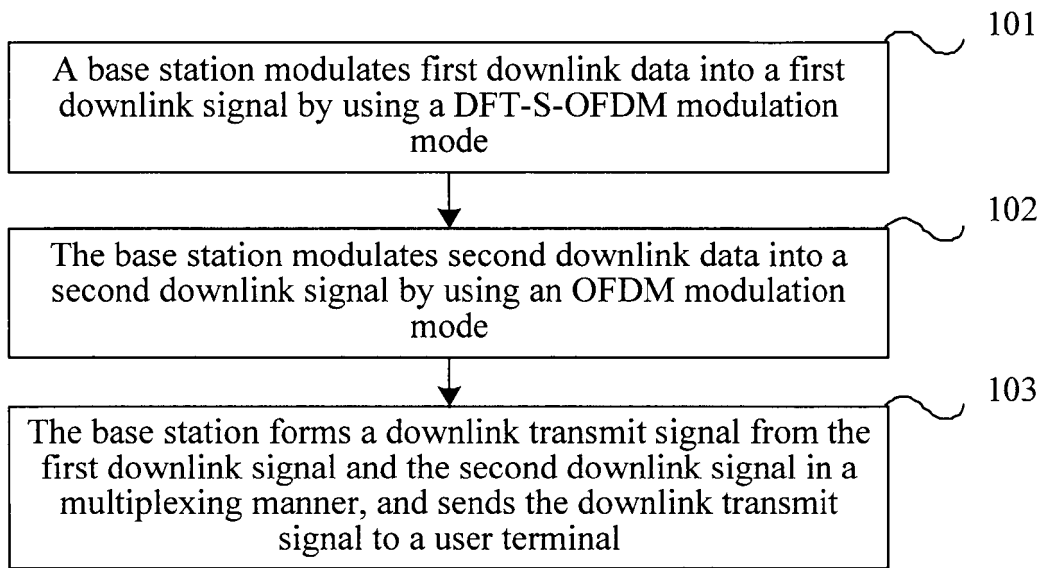 101
A base station modulates first downlink data into a first
downlink signal by using a DFT-S-OFDM modulation
mode
102
The base station modulates second downlink data into a
second downlink signal by using an OFDM modulation
mode
103
The base station forms a downlink transmit signal from the
first downlink signal and the second downlink signal in a
multiplexing manner, and sends the downlink transmit
signal to a user terminal